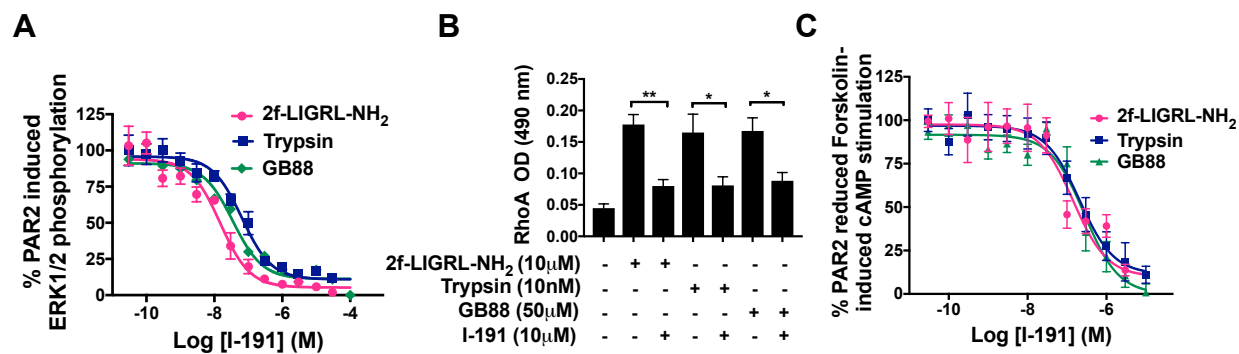 A
% PAR2 induced
ERK1/2 phosphorylation
125
100
75
50
25
0
-10
-8
-6
-4
Log [I-191] (M)
2f-LIGRL-NH₂
Trypsin
GB88
B
RhoA OD (490 nm)
0.25
0.20
0.15
0.10
0.05
0.00
**
*
*
2f-LIGRL-NH₂ (10μM) - + + - - - -
Trypsin (10nM) - - - + + - -
GB88 (50μM) - - - - - + +
I-191 (10μM) - - + - + - +
C
% PAR2 reduced Forskolin-
induced cAMP stimulation
125
100
75
50
25
0
-10
-8
-6
Log [I-191] (M)
2f-LIGRL-NH₂
Trypsin
GB88